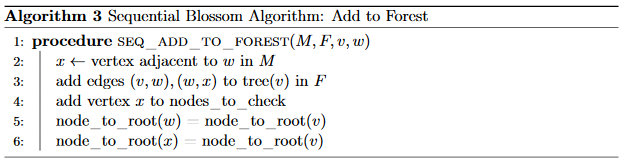 Algorithm 3 Sequential Blossom Algorithm: Add to Forest
1: procedure SEQ_ADD_TO_FOREST(M, F, v, w)
2: x ← vertex adjacent to w in M
3: add edges (v, w), (w, x) to tree(v) in F
4: add vertex x to nodes_to_check
5: node_to_root(w) = node_to_root(v)
6: node_to_root(x) = node_to_root(v)